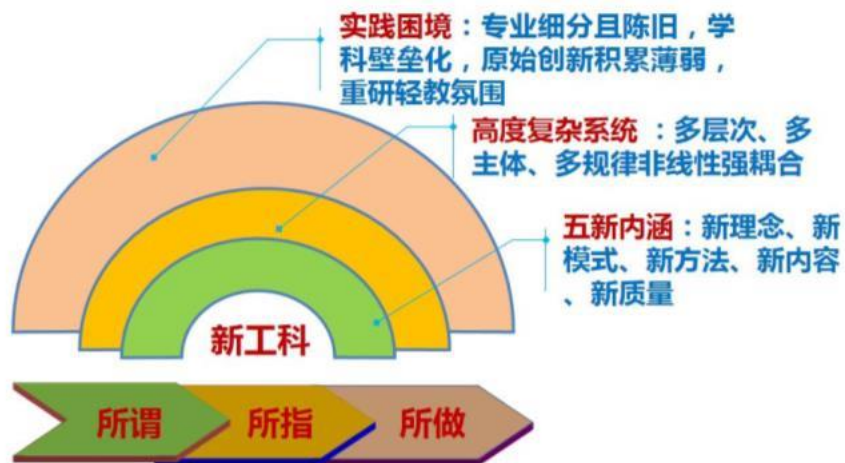 实践困境：专业细分且陈旧，学
科壁垒化，原始创新积累薄弱，
重研轻教氛围
高度复杂系统 ：多层次、多
主体、多规律非线性强耦合
五新内涵：新理念、新
模式、新方法、新内容
、新质量
新工科
所谓
所指
所做